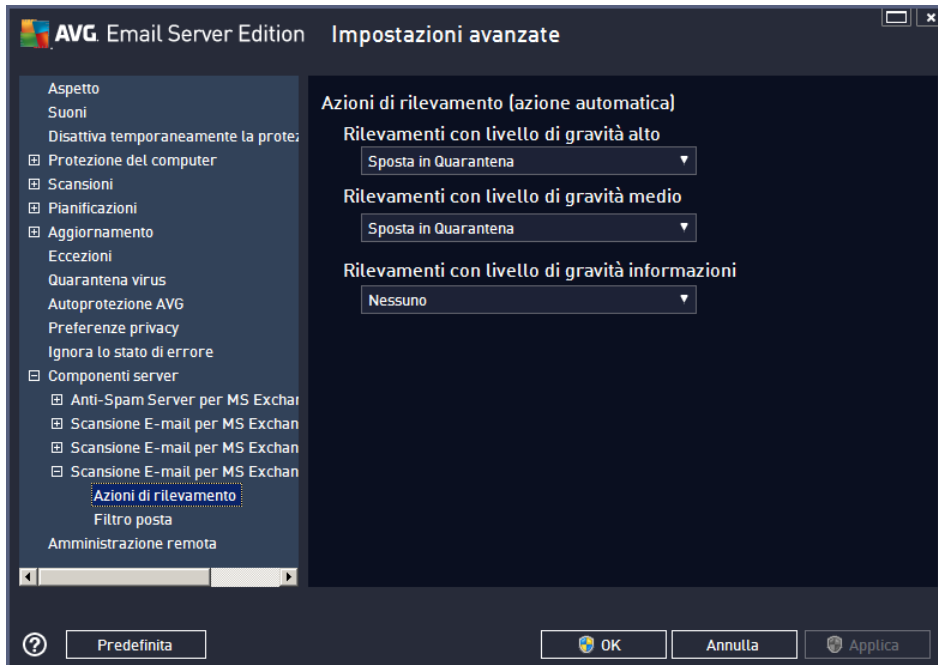 AVG. Email Server Edition Impostazioni avanzate
Aspetto
Suoni
Disattiva temporaneamente la protez
Protezione del computer
Scansioni
Pianificazioni
Aggiornamento
Eccezioni
Quarantena virus
Autoprotezione AVG
Preferenze privacy
Ignora lo stato di errore
Componenti server
Anti-Spam Server per MS Exchan
Scansione E-mail per MS Exchan
Scansione E-mail per MS Exchan
Scansione E-mail per MS Exchan
Azioni di rilevamento
Filtro posta
Amministrazione remota
Azioni di rilevamento (azione automatica)
Rilevamenti con livello di gravità alto
Sposta in Quarantena
Rilevamenti con livello di gravità medio
Sposta in Quarantena
Rilevamenti con livello di gravità informazioni
Nessuno
Predefinita
OK
Annulla
Applica